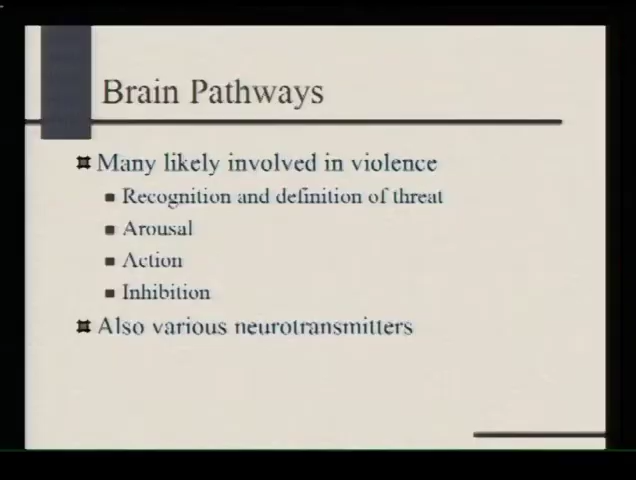 Brain Pathways
Many likely involved in violence
Recognition and definition of threat
Arousal
Action
Inhibition
Also various neurotransmitters